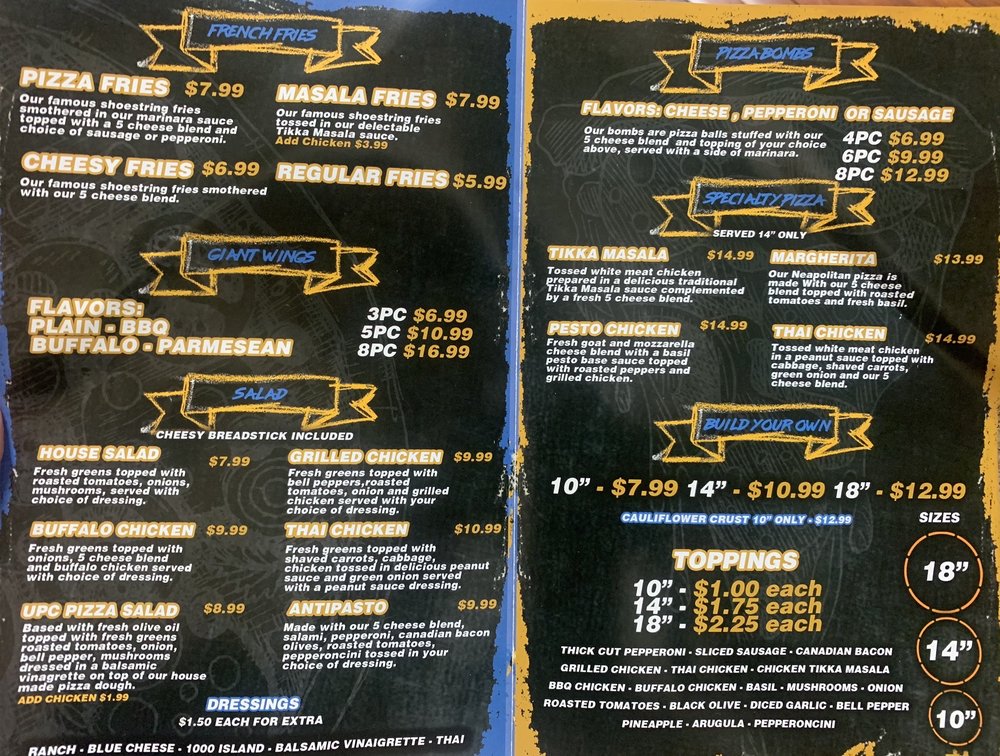 FRENCH FRIES
PIZZA FRIES $7.99
Our famous shoestring fries
smothered in our marinara sauce
topped with a 5 cheese blend and
choice of sausage or pepperoni.
MASALA FRIES $7.99
Our famous shoestring fries
tossed in our delectable
Tikka Masala sauce.
Add Chicken $3.99
CHEESY FRIES $6.99
Our famous shoestring fries smothered
with our 5 cheese blend.
REGULAR FRIES $5.99
GIANT WINGS
FLAVORS:
PLAIN - BBQ
BUFFALO - PARMESEAN
3PC $6.99
5PC $10.99
8PC $16.99
SALAD
CHEESY BREADSTICK INCLUDED
HOUSE SALAD $7.99
Fresh greens topped with
roasted tomatoes, onions,
mushrooms, served with
choice of dressing.
GRILLED CHICKEN $9.99
Fresh greens topped with
bell peppers,roasted
tomatoes, onion and grilled
chicken served with your
choice of dressing.
BUFFALO CHICKEN $9.99
Fresh greens topped with
onions, 5 cheese blend
and buffalo chicken served
with choice of dressing.
THAI CHICKEN $10.99
Fresh greens topped with
shaved carrots, cabbage,
chicken tossed in delicious peanut
sauce and green onion served
with a peanut sauce dressing.
UPC PIZZA SALAD $8.99
Based with fresh olive oil
topped with fresh greens
roasted tomatoes, onion,
bell pepper, mushrooms
dressed in a balsamic
vinagrette on top of our house
made pizza dough.
ADD CHICKEN $1.99
ANTIPASTO $9.99
Made with our 5 cheese blend,
salami, pepperoni, canadian bacon
olives, roasted tomatoes,
pepperoncini tossed in your
choice of dressing.
DRESSINGS
$1.50 EACH FOR EXTRA
RANCH - BLUE CHEESE - 1000 ISLAND - BALSAMIC VINAIGRETTE - THAI
PIZZA BOMBS
FLAVORS: CHEESE , PEPPERONI OR SAUSAGE
Our bombs are pizza balls stuffed with our
5 cheese blend and topping of your choice
above, served with a side of marinara.
4PC $6.99
6PC $9.99
8PC $12.99
SPECIALTY PIZZA
SERVED 14” ONLY
TIKKA MASALA $14.99
Tossed white meat chicken
prepared in a delicious traditional
Tikka Masala sauce complemented
by a fresh 5 cheese blend.
MARGHERITA $13.99
Our Neapolitan pizza is
made With our 5 cheese
blend topped with roasted
tomatoes and fresh basil.
PESTO CHICKEN $14.99
Fresh goat and mozzarella
cheese blend with a basil
pesto base sauce topped
with roasted peppers and
grilled chicken.
THAI CHICKEN $14.99
Tossed white meat chicken
in a peanut sauce topped with
cabbage, shaved carrots,
green onion and our 5
cheese blend.
BUILD YOUR OWN
10” - $7.99 14” - $10.99 18” - $12.99
CAULIFLOWER CRUST 10” ONLY - $12.99
SIZES
18”
14”
10”
TOPPINGS
10” - $1.00 each
14” - $1.75 each
18” - $2.25 each
THICK CUT PEPPERONI - SLICED SAUSAGE - CANADIAN BACON
GRILLED CHICKEN - THAI CHICKEN - CHICKEN TIKKA MASALA
BBQ CHICKEN - BUFFALO CHICKEN - BASIL - MUSHROOMS - ONION
ROASTED TOMATOES - BLACK OLIVE - DICED GARLIC - BELL PEPPER
PINEAPPLE - ARUGULA - PEPPERONCINI